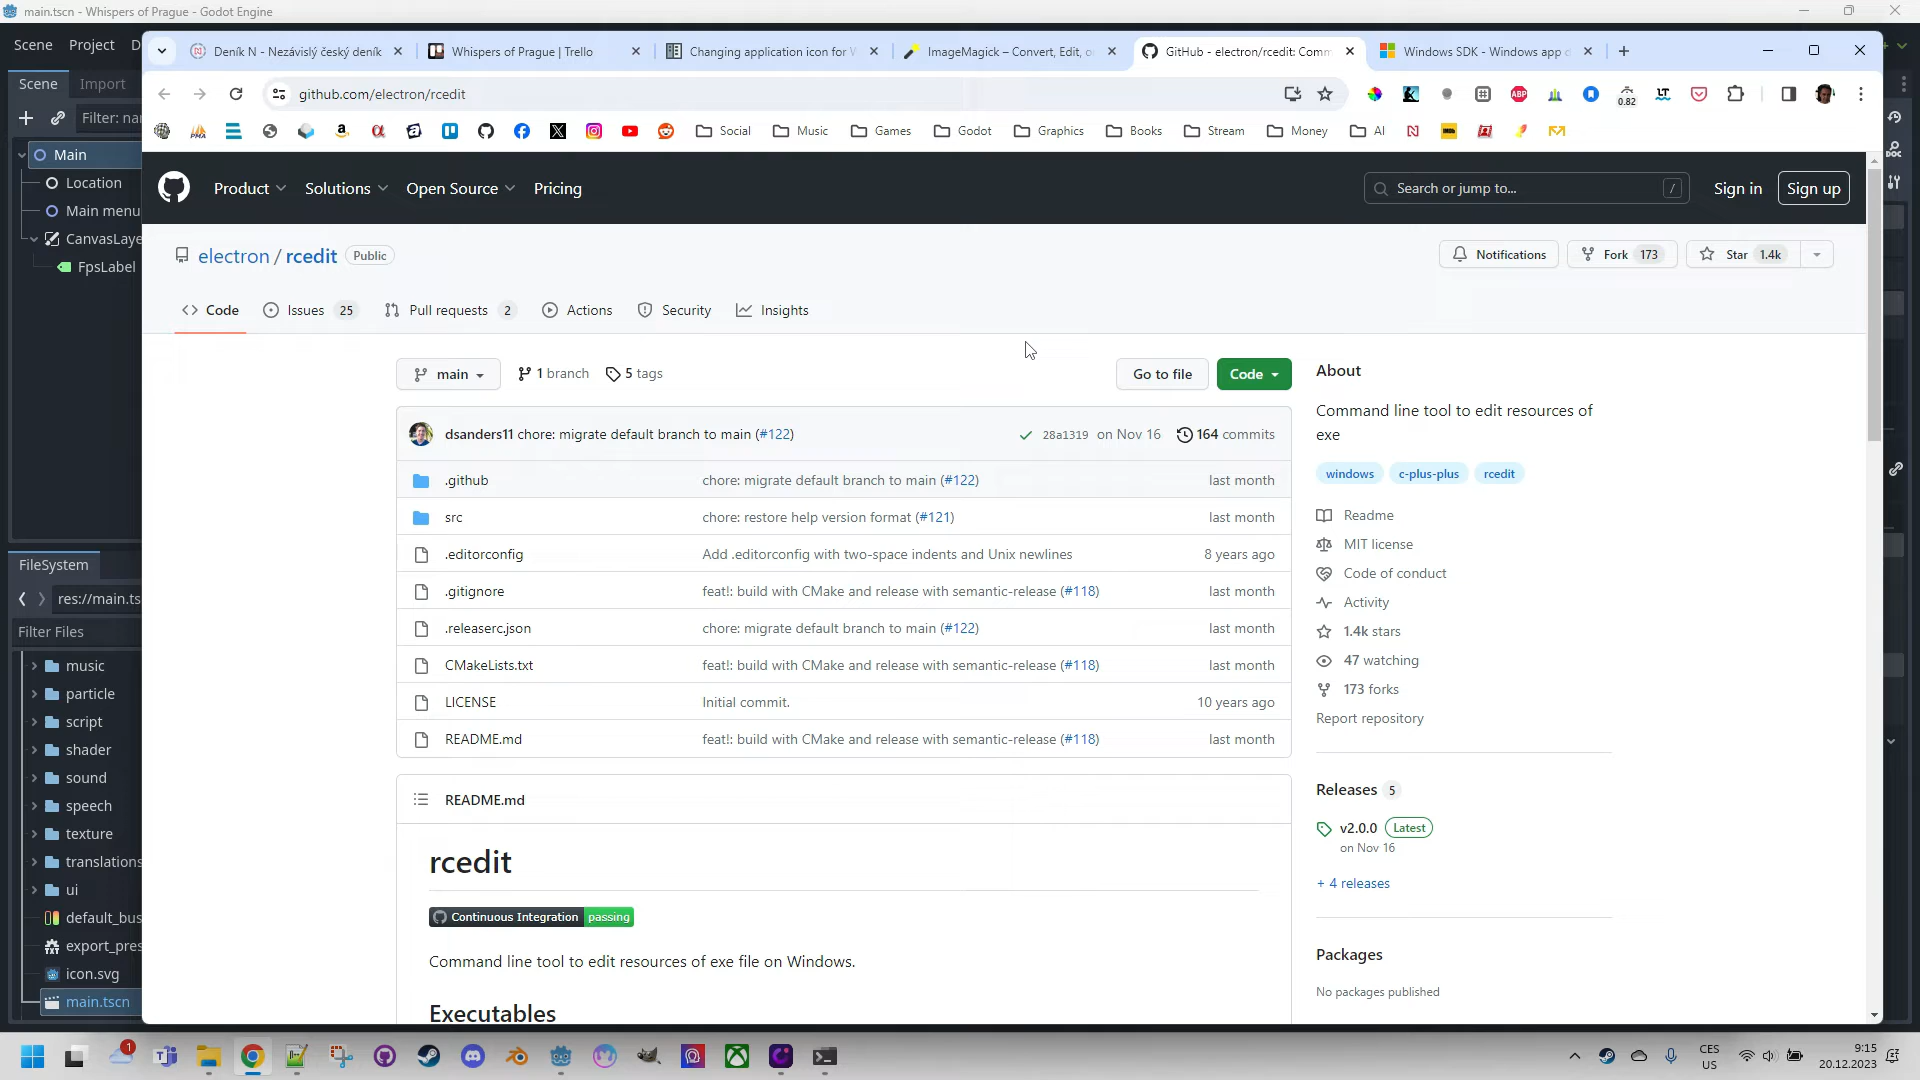 main.tscn - Whispers of Prague - Godot Engine
Scene Project D
Deník N - Nezávislý český deník
Whispers of Prague | Trello
Changing application icon for W
ImageMagick – Convert, Edit, o
GitHub - electron/rcedit: Comm
Windows SDK - Windows app d
Scene Import
github.com/electron/rcedit
ABP
0.82
Filter: nar
Social
Music
Games
Godot
Graphics
Books
Stream
Money
AI
Main
Location
Main menu
CanvasLaye
FpsLabel
Product
Solutions
Open Source
Pricing
Search or jump to...
/
Sign in
Sign up
electron / rcedit Public
Notifications
Fork 173
Star 1.4k
Code
Issues 25
Pull requests 2
Actions
Security
Insights
main
1 branch
5 tags
Go to file
Code
About
Command line tool to edit resources of
exe
windows
c-plus-plus
rcedit
Readme
MIT license
Code of conduct
Activity
1.4k stars
47 watching
173 forks
Report repository
dsanders11 chore: migrate default branch to main (#122)
28a1319 on Nov 16
164 commits
.github chore: migrate default branch to main (#122) last month
src chore: restore help version format (#121) last month
.editorconfig Add .editorconfig with two-space indents and Unix newlines 8 years ago
.gitignore feat!: build with CMake and release with semantic-release (#118) last month
.releaserc.json chore: migrate default branch to main (#122) last month
CMakeLists.txt feat!: build with CMake and release with semantic-release (#118) last month
LICENSE Initial commit. 10 years ago
README.md feat!: build with CMake and release with semantic-release (#118) last month
README.md
rcedit
Continuous Integration passing
Command line tool to edit resources of exe file on Windows.
Executables
Releases 5
v2.0.0 Latest
on Nov 16
+ 4 releases
Packages
No packages published
FileSystem
res://main.ts
Filter Files
music
particle
script
shader
sound
speech
texture
translations
ui
default_bus
export_pres
icon.svg
main.tscn
1
CES
US
9:15
20.12.2023